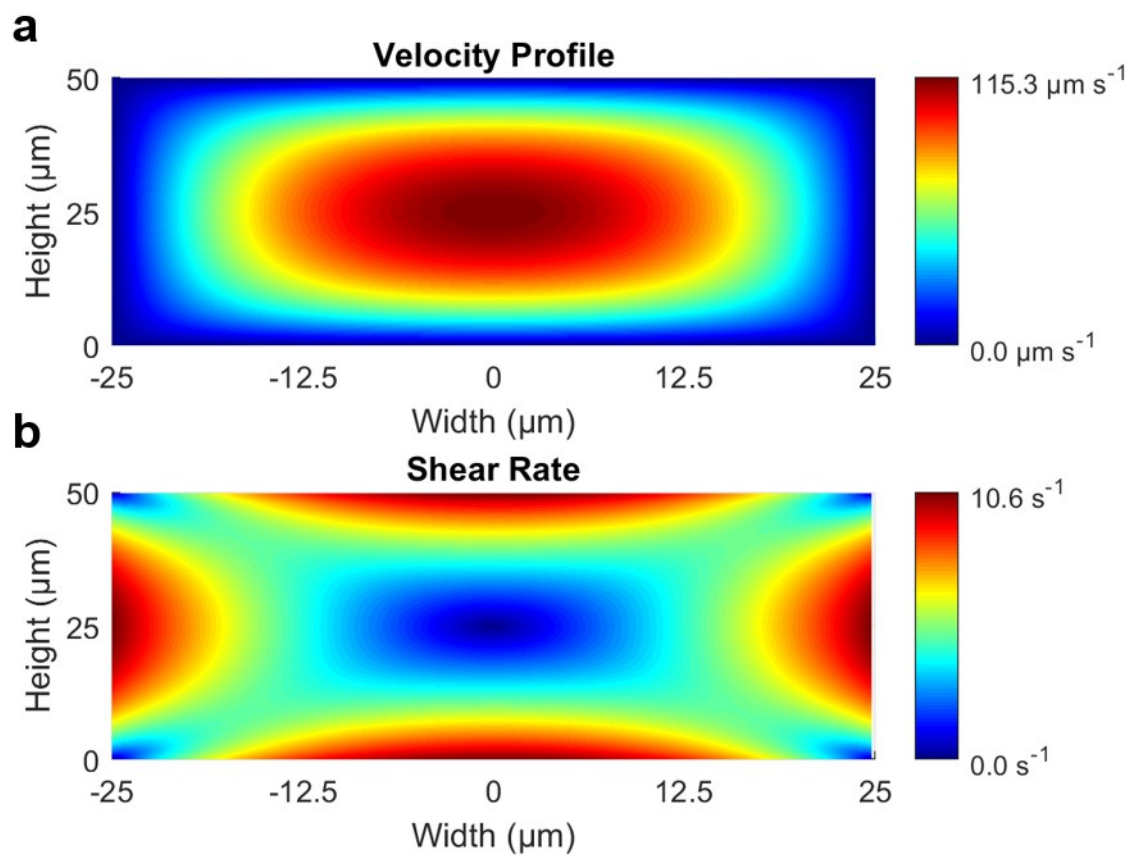 a
Velocity Profile
50
25
0
Height (µm)
-25 -12.5 0 12.5 25
Width (µm)
115.3 µm s⁻¹
0.0 µm s⁻¹
b
Shear Rate
50
25
0
Height (µm)
-25 -12.5 0 12.5 25
Width (µm)
10.6 s⁻¹
0.0 s⁻¹